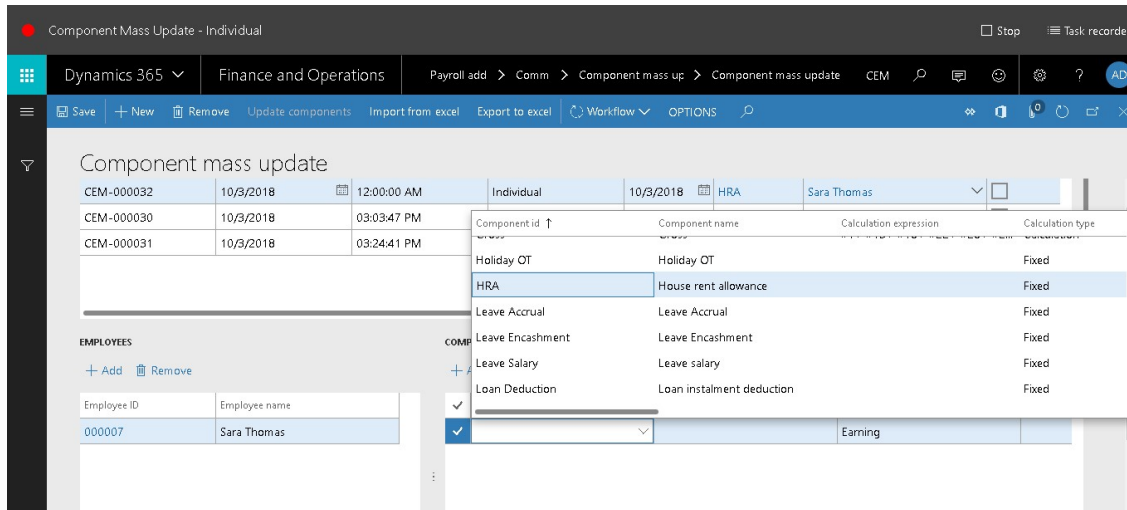 Component Mass Update - Individual
Stop
Task recorde
Dynamics 365
Finance and Operations
Payroll add > Comm > Component mass up > Component mass update
CEM
?
AD
Save
+ New
Remove
Update components
Import from excel
Export to excel
Workflow
OPTIONS
0
Component mass update
CEM-000032 10/3/2018 12:00:00 AM Individual 10/3/2018 HRA Sara Thomas
CEM-000030 10/3/2018 03:03:47 PM
CEM-000031 10/3/2018 03:24:41 PM
Component id ↑ Component name Calculation expression Calculation type
Holiday OT Holiday OT Fixed
HRA House rent allowance Fixed
Leave Accrual Leave Accrual Fixed
Leave Encashment Leave Encashment Fixed
Leave Salary Leave salary Fixed
Loan Deduction Loan instalment deduction Fixed
EMPLOYEES
+ Add Remove
Employee ID Employee name
000007 Sara Thomas
COMP
+ A
Earning